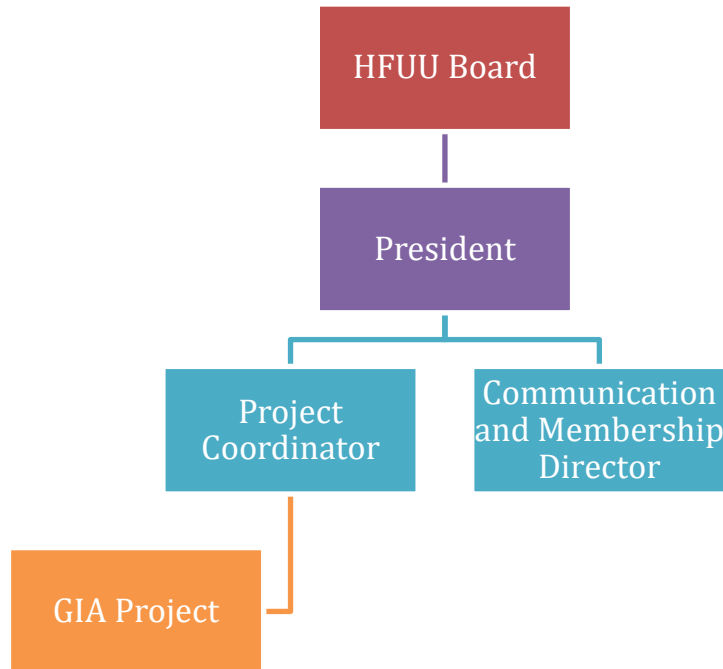 HFUU Board
President
Project
Coordinator
Communication
and Membership
Director
GIA Project